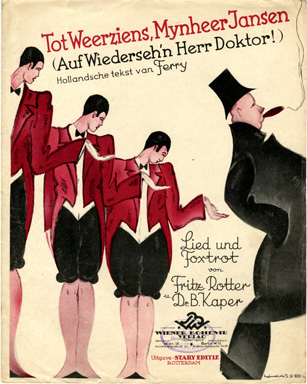 Tot Weerziens, Mynheer Jansen
(Auf Wiederseh'n Herr Doktor!)
Hollandsche tekst van Ferry
Lied und
Foxtrot
von
Fritz Rotter
u Dr B. Kaper
WIENER BOHEME
VERLAG
Uitgave STARY EDITIE
ROTTERDAM